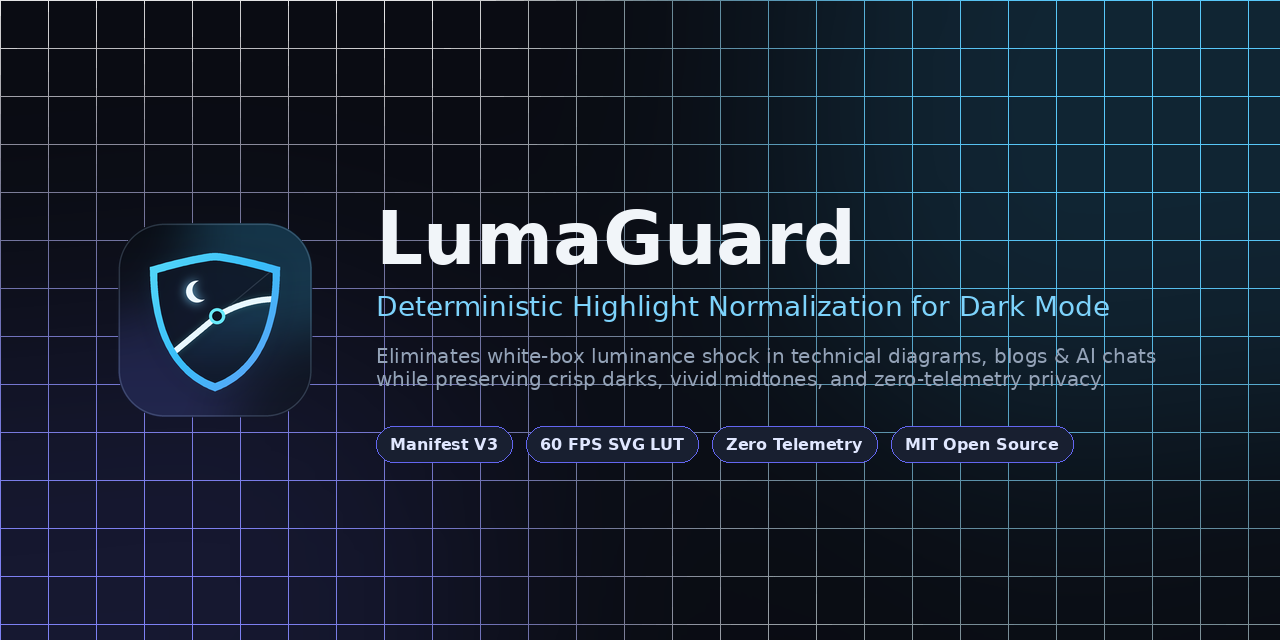 LumaGuard
Deterministic Highlight Normalization for Dark Mode
Eliminates white-box luminance shock in technical diagrams, blogs & AI chats
while preserving crisp darks, vivid midtones, and zero-telemetry privacy.
Manifest V3
60 FPS SVG LUT
Zero Telemetry
MIT Open Source